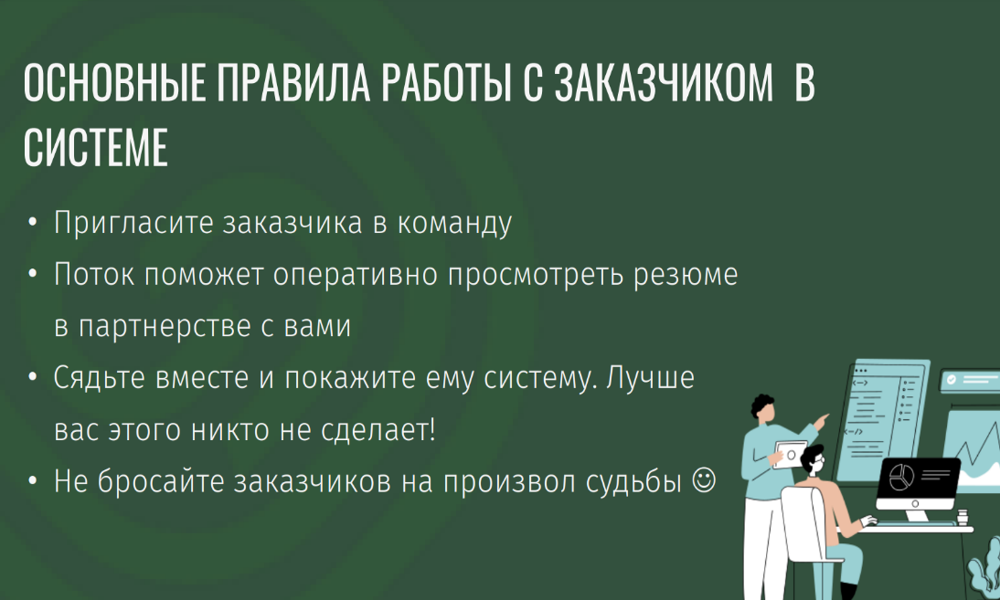 ОСНОВНЫЕ ПРАВИЛА РАБОТЫ С ЗАКАЗЧИКОМ В
СИСТЕМЕ
• Пригласите заказчика в команду
• Поток поможет оперативно просмотреть резюме
в партнерстве с вами
• Сядьте вместе и покажите ему систему. Лучше
вас этого никто не сделает!
• Не бросайте заказчиков на произвол судьбы ☺